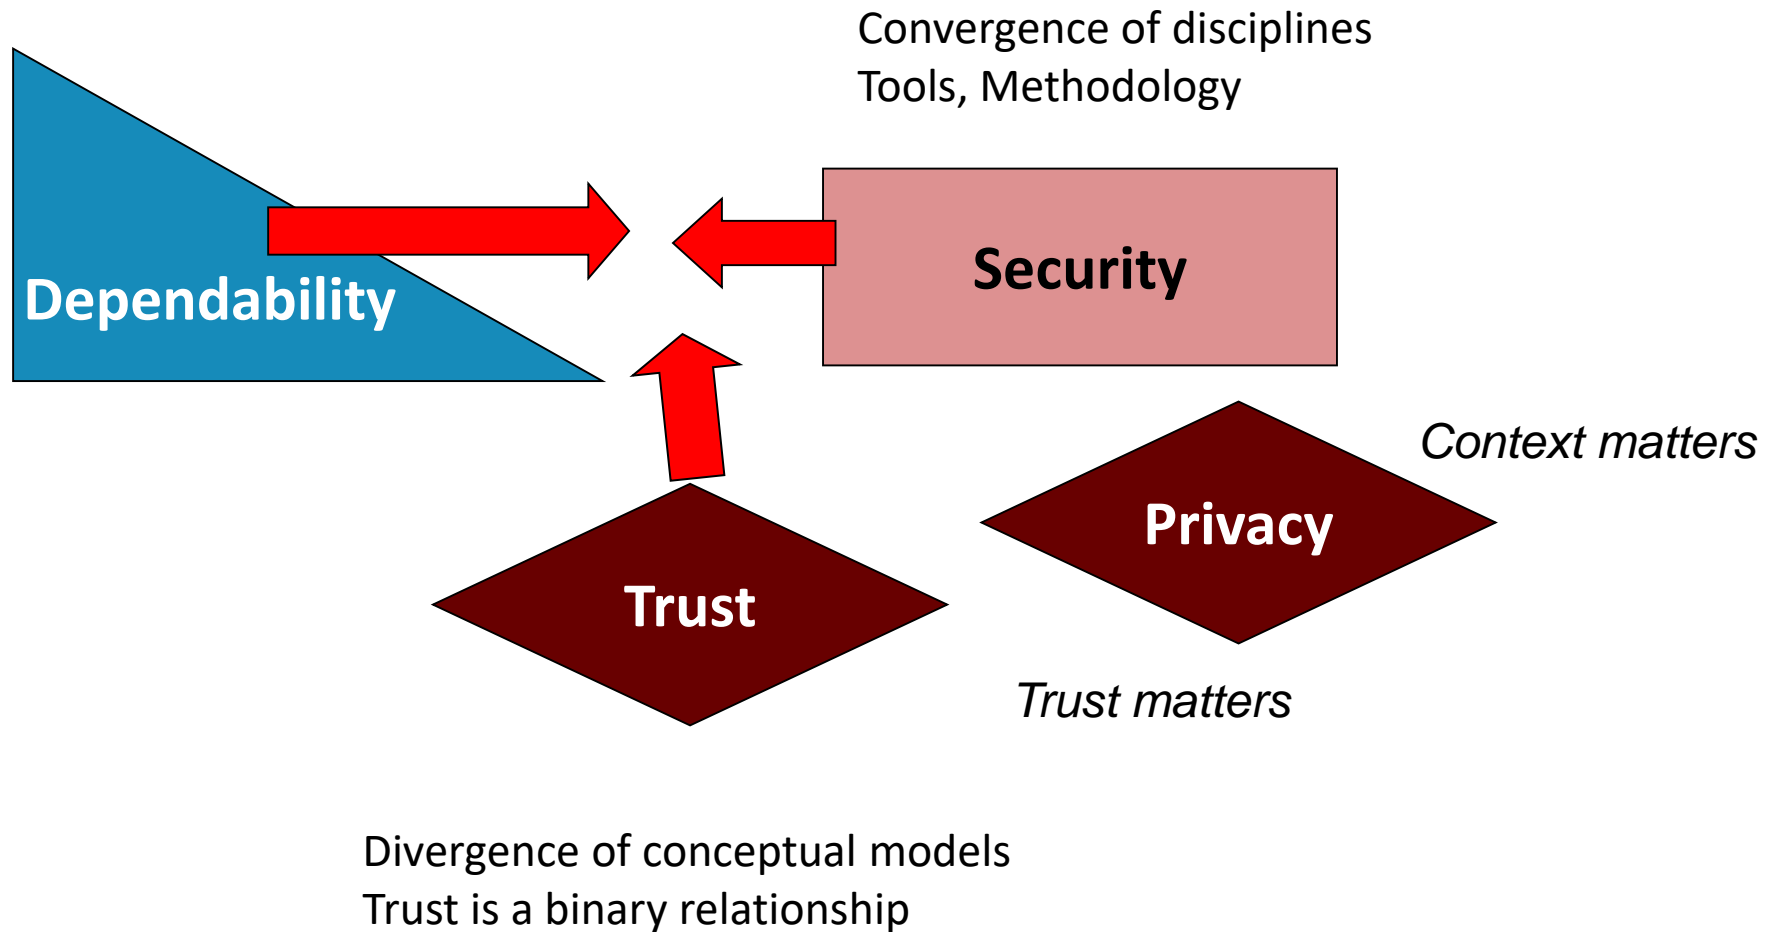 Convergence of disciplines
Tools, Methodology
Dependability
Security
Context matters
Privacy
Trust
Trust matters
Divergence of conceptual models
Trust is a binary relationship